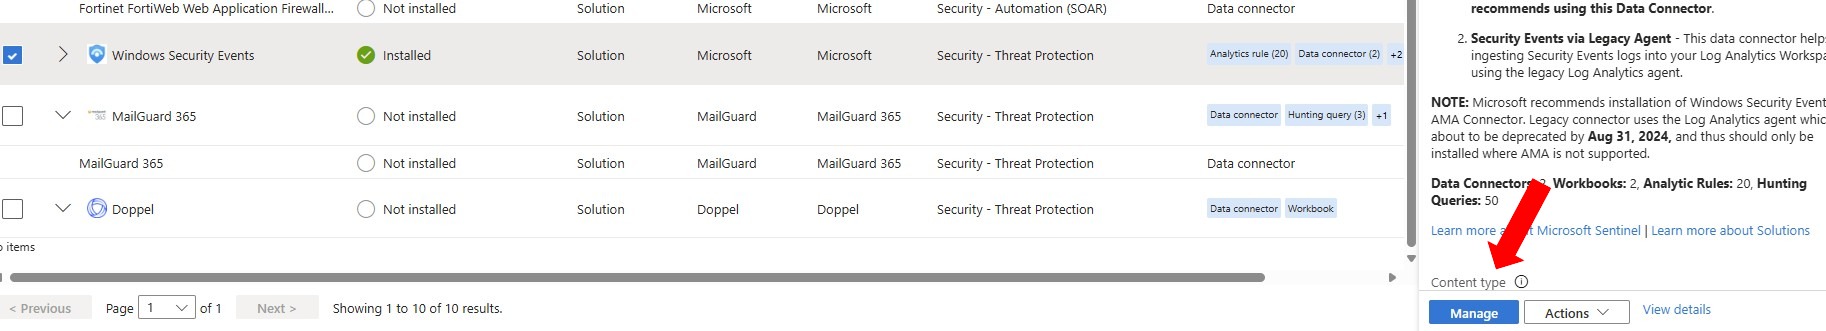 Fortinet FortiWeb Web Application Firewall... Not installed Solution Microsoft Microsoft Security - Automation (SOAR) Data connector
Windows Security Events Installed Solution Microsoft Microsoft Security - Threat Protection Analytics rule (20) Data connector (2) +2
MailGuard 365 Not installed Solution MailGuard MailGuard 365 Security - Threat Protection Data connector Hunting query (3) +1
MailGuard 365 Not installed Solution MailGuard MailGuard 365 Security - Threat Protection Data connector
Doppel Not installed Solution Doppel Doppel Security - Threat Protection Data connector Workbook
items
< Previous Page 1 of 1 Next > Showing 1 to 10 of 10 results.
recommends using this Data Connector.
2. Security Events via Legacy Agent - This data connector helps
ingesting Security Events logs into your Log Analytics Workspa
using the legacy Log Analytics agent.
NOTE: Microsoft recommends installation of Windows Security Event
AMA Connector. Legacy connector uses the Log Analytics agent whic
about to be deprecated by Aug 31, 2024, and thus should only be
installed where AMA is not supported.
Data Connectors: Workbooks: 2, Analytic Rules: 20, Hunting
Queries: 50
Learn more Microsoft Sentinel | Learn more about Solutions
Content type
Manage Actions View details